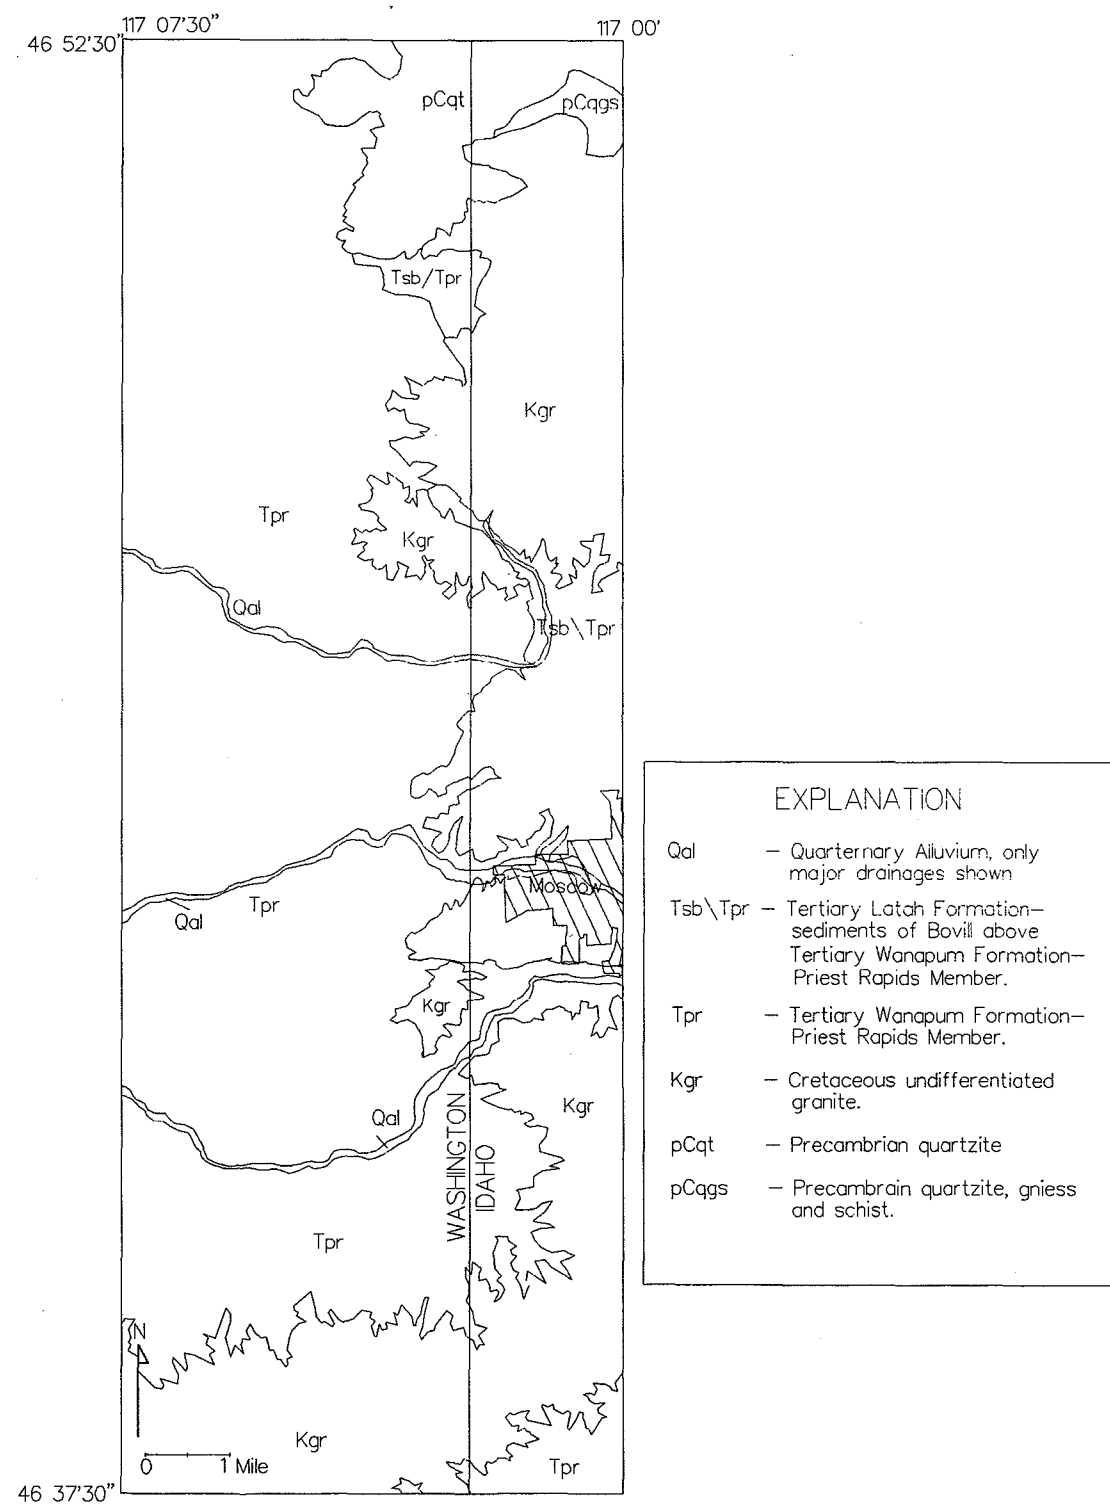 117 07'30"
117 00'
46 52'30"
pCqt
pCqgs
Tsb/Tpr
Kgr
Tpr
Kgr
Qal
Tsb\Tpr
Moscow
Tpr
Qal
Kgr
Qal
Kgr
WASHINGTON
IDAHO
Tpr
N
Kgr
0 1 Mile
Tpr
46 37'30"
EXPLANATION
Qal – Quarternary Alluvium, only
major drainages shown
Tsb\Tpr – Tertiary Latah Formation–
sediments of Bovill above
Tertiary Wanapum Formation–
Priest Rapids Member.
Tpr – Tertiary Wanapum Formation–
Priest Rapids Member.
Kgr – Cretaceous undifferentiated
granite.
pCqt – Precambrian quartzite
pCqgs – Precambrain quartzite, gniess
and schist.